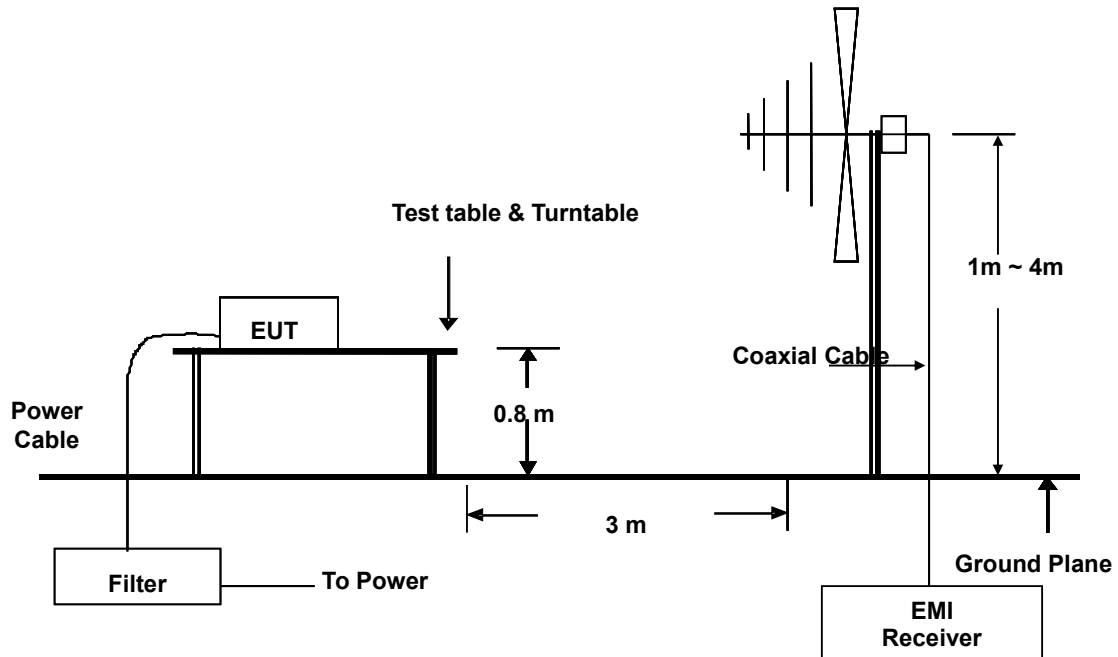 Test table & Turntable
1m ~ 4m
EUT
Coaxial Cable
0.8 m
Power
Cable
3 m
Ground Plane
Filter
To Power
EMI
Receiver